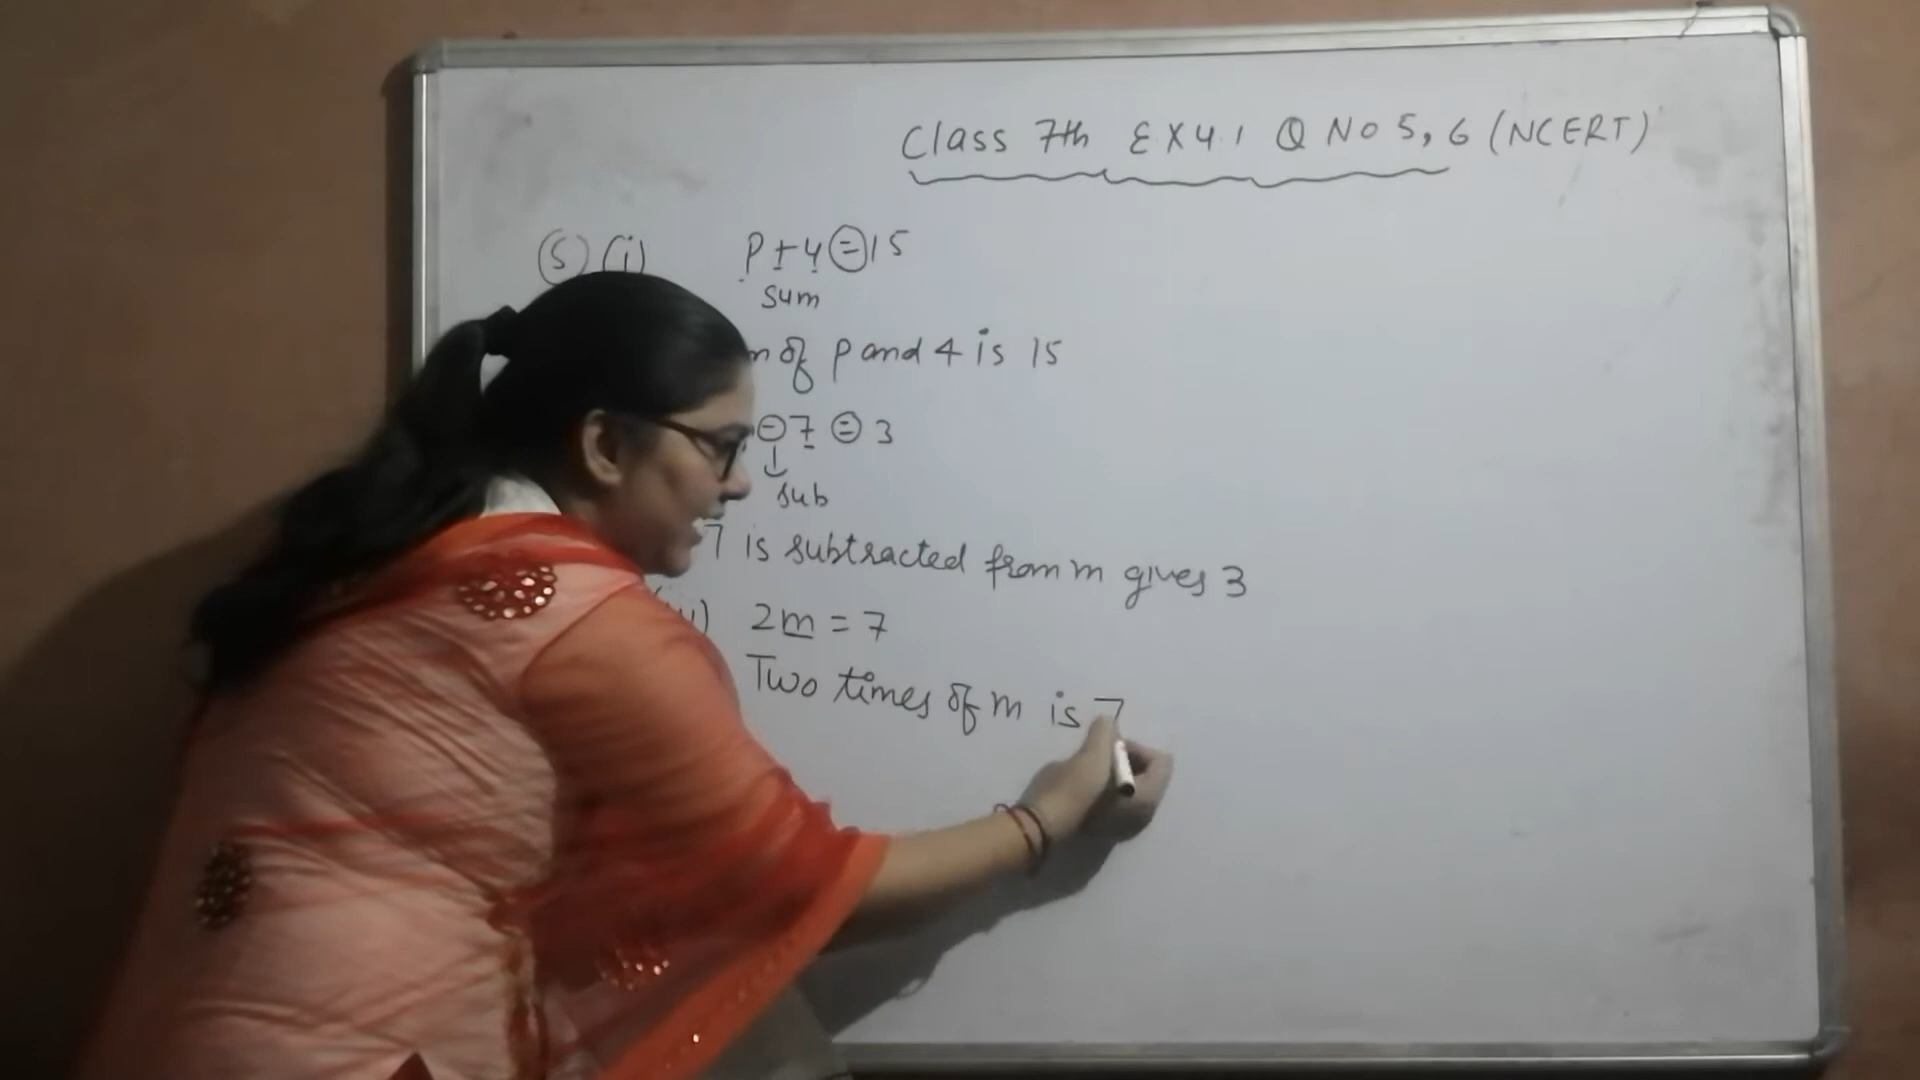 Class 7th EX 4.1 Q NO 5, 6 (NCERT)
(5) (i) P + 4 = 15
sum
of P and 4 is 15
- 7 = 3
sub
7 is subtracted from m gives 3
2m = 7
Two times of m is 7